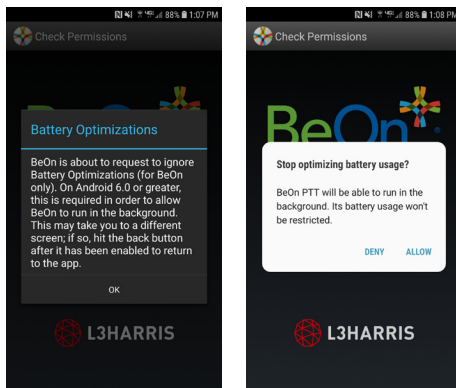 88% 1:07 PM
Check Permissions
BeOn
Battery Optimizations
BeOn is about to request to ignore
Battery Optimizations (for BeOn
only). On Android 6.0 or greater,
this is required in order to allow
BeOn to run in the background.
This may take you to a different
screen; if so, hit the back button
after it has been enabled to return
to the app.
OK
L3HARRIS
88% 1:08 PM
Check Permissions
BeOn
Stop optimizing battery usage?
BeOn PTT will be able to run in the
background. Its battery usage won't
be restricted.
DENY ALLOW
L3HARRIS